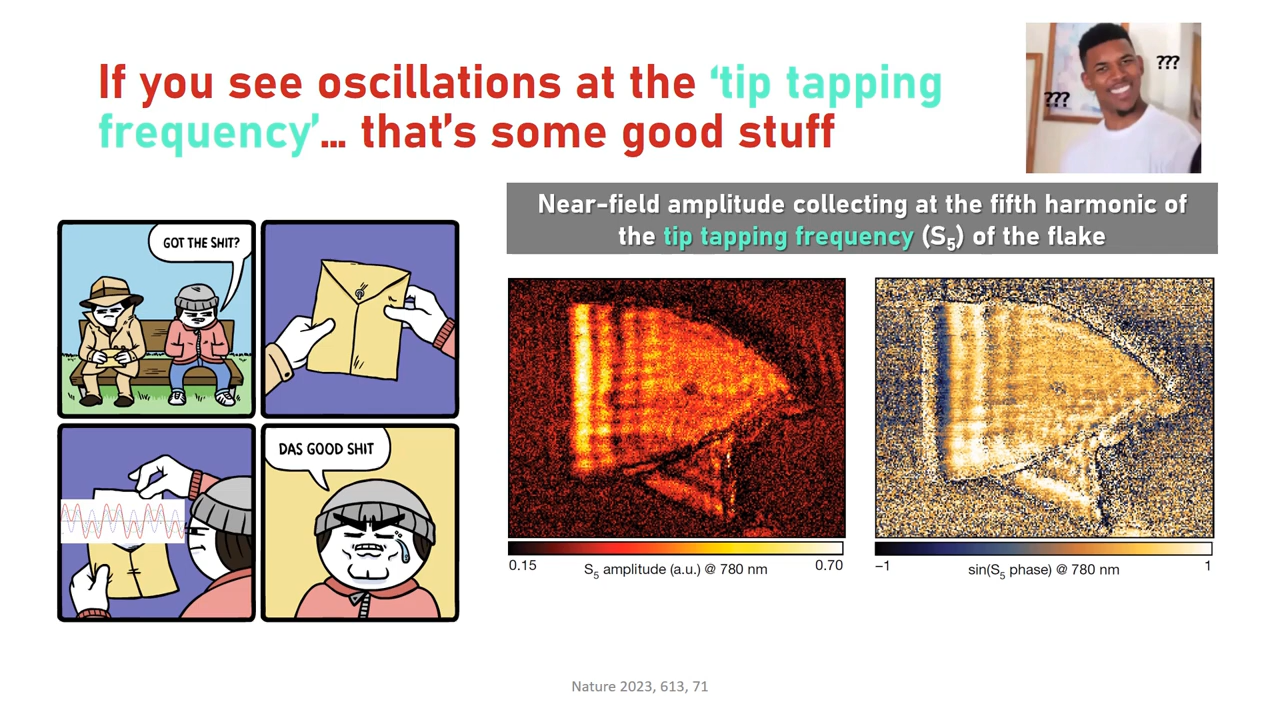 If you see oscillations at the ‘tip tapping
frequency’... that’s some good stuff
???
???
GOT THE SHIT?
DAS GOOD SHIT
Near-field amplitude collecting at the fifth harmonic of
the tip tapping frequency (S₅) of the flake
0.15
S₅ amplitude (a.u.) @ 780 nm
0.70
−1
sin(S₅ phase) @ 780 nm
1
Nature 2023, 613, 71